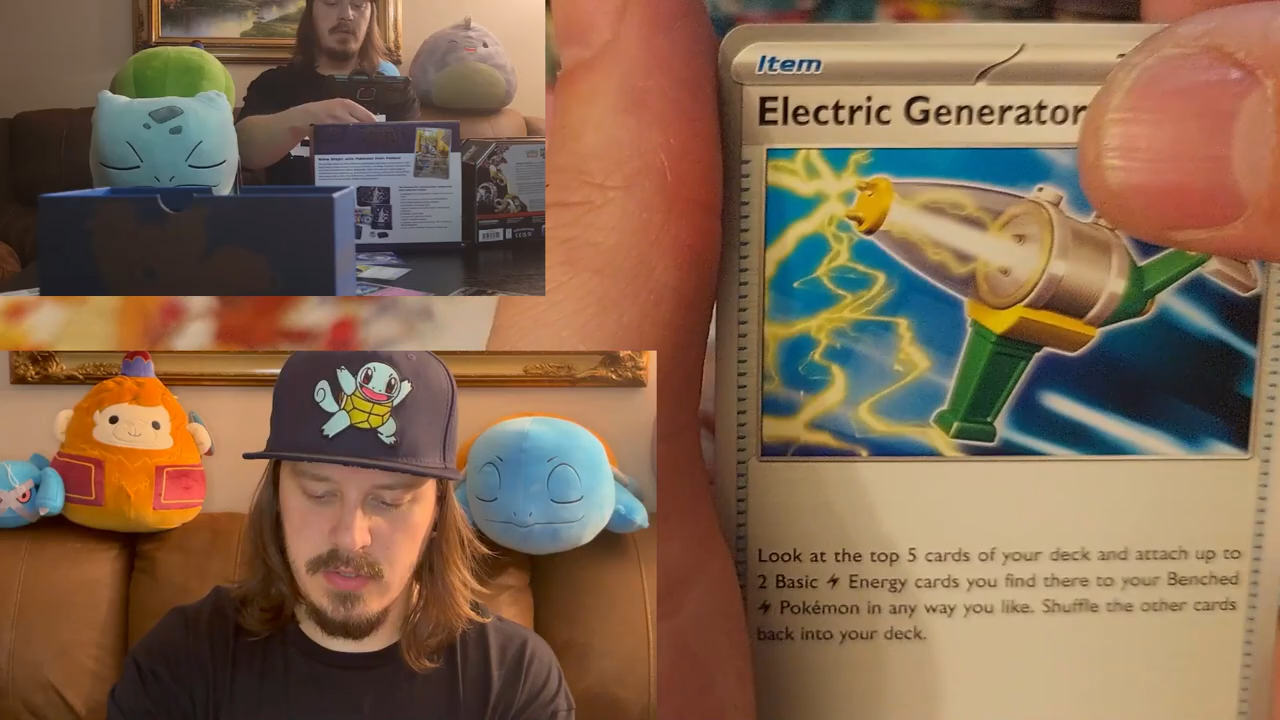 Item
Electric Generator
Look at the top 5 cards of your deck and attach up to
2 Basic Energy cards you find there to your Benched
Pokémon in any way you like. Shuffle the other cards
back into your deck.